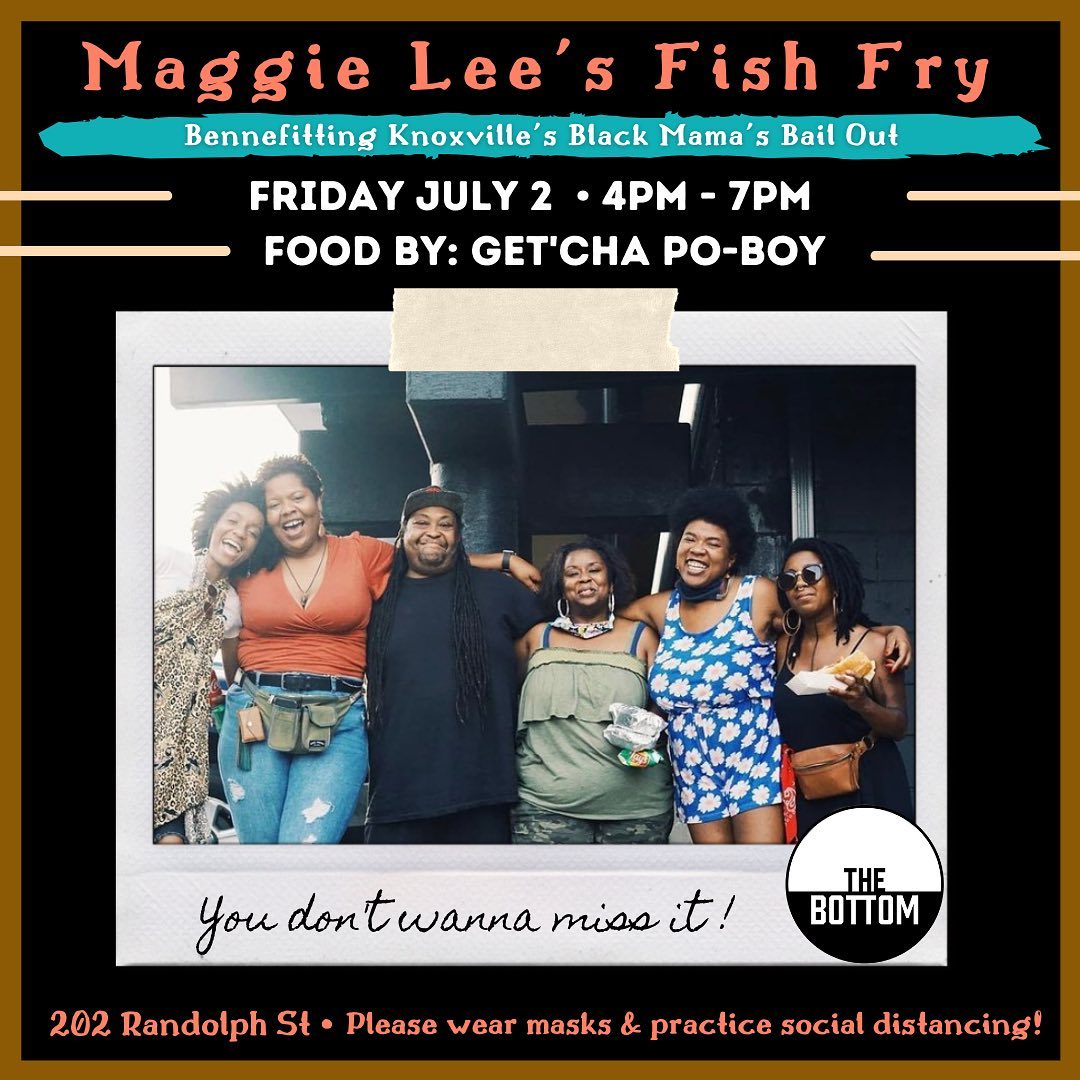 Maggie Lee's Fish Fry
Bennefitting Knoxville's Black Mama's Bail Out
FRIDAY JULY 2 • 4PM - 7PM
FOOD BY: GET'CHA PO-BOY
You don't wanna miss it!
THE
BOTTOM
202 Randolph St • Please wear masks & practice social distancing!